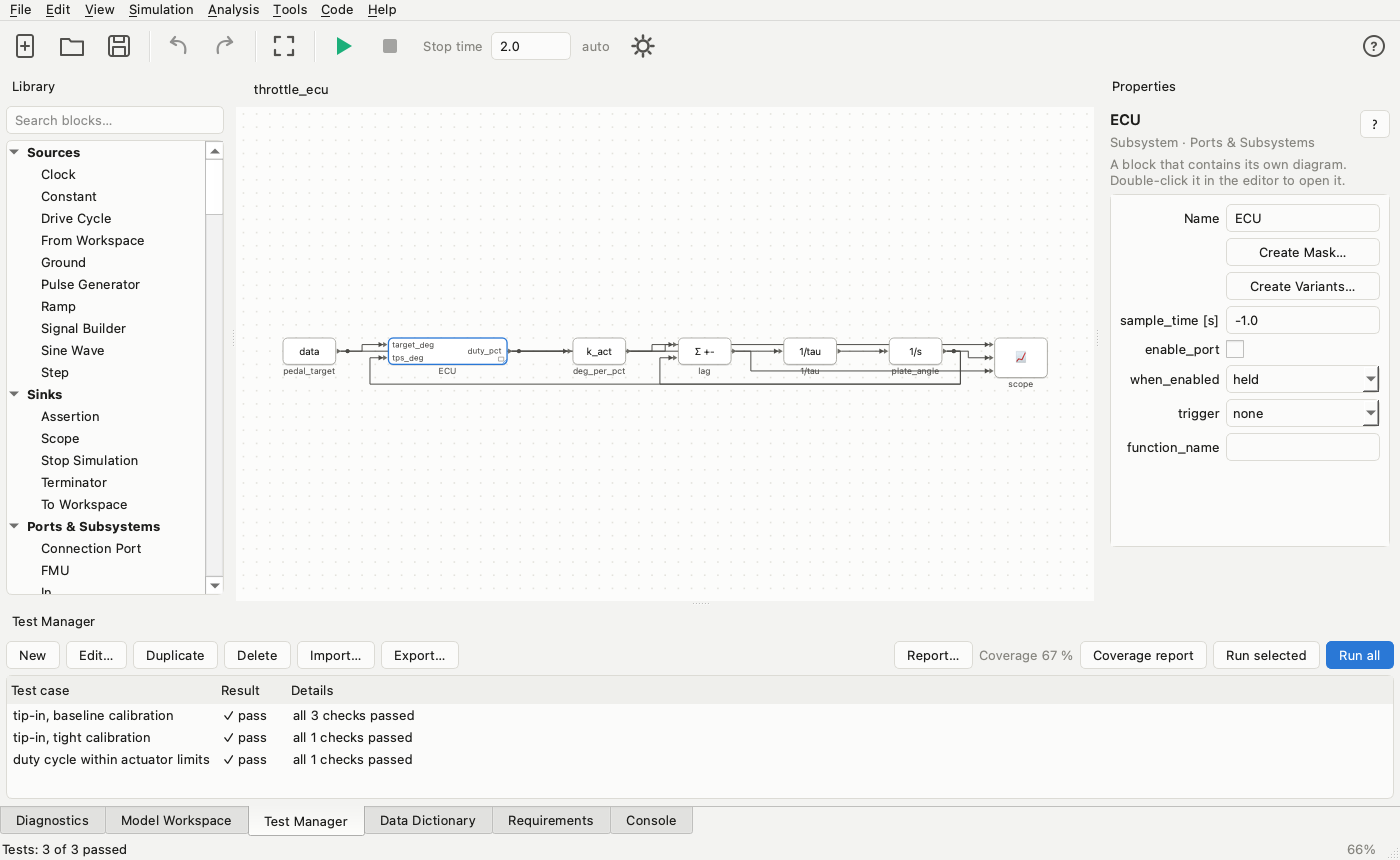 File Edit View Simulation Analysis Tools Code Help
Stop time 2.0 auto
?
Library
Search blocks...
Sources
Clock
Constant
Drive Cycle
From Workspace
Ground
Pulse Generator
Ramp
Signal Builder
Sine Wave
Step
Sinks
Assertion
Scope
Stop Simulation
Terminator
To Workspace
Ports & Subsystems
Connection Port
FMU
In
throttle_ecu
data
pedal_target
target_deg
tps_deg
duty_pct
ECU
k_act
deg_per_pct
Σ +-
lag
1/tau
1/tau
1/s
plate_angle
scope
Properties
ECU
?
Subsystem · Ports & Subsystems
A block that contains its own diagram.
Double-click it in the editor to open it.
Name ECU
Create Mask...
Create Variants...
sample_time [s] -1.0
enable_port
when_enabled held
trigger none
function_name
Test Manager
New Edit... Duplicate Delete Import... Export... Report... Coverage 67 % Coverage report Run selected Run all
Test case Result Details
tip-in, baseline calibration ✓ pass all 3 checks passed
tip-in, tight calibration ✓ pass all 1 checks passed
duty cycle within actuator limits ✓ pass all 1 checks passed
Diagnostics Model Workspace Test Manager Data Dictionary Requirements Console
Tests: 3 of 3 passed 66%